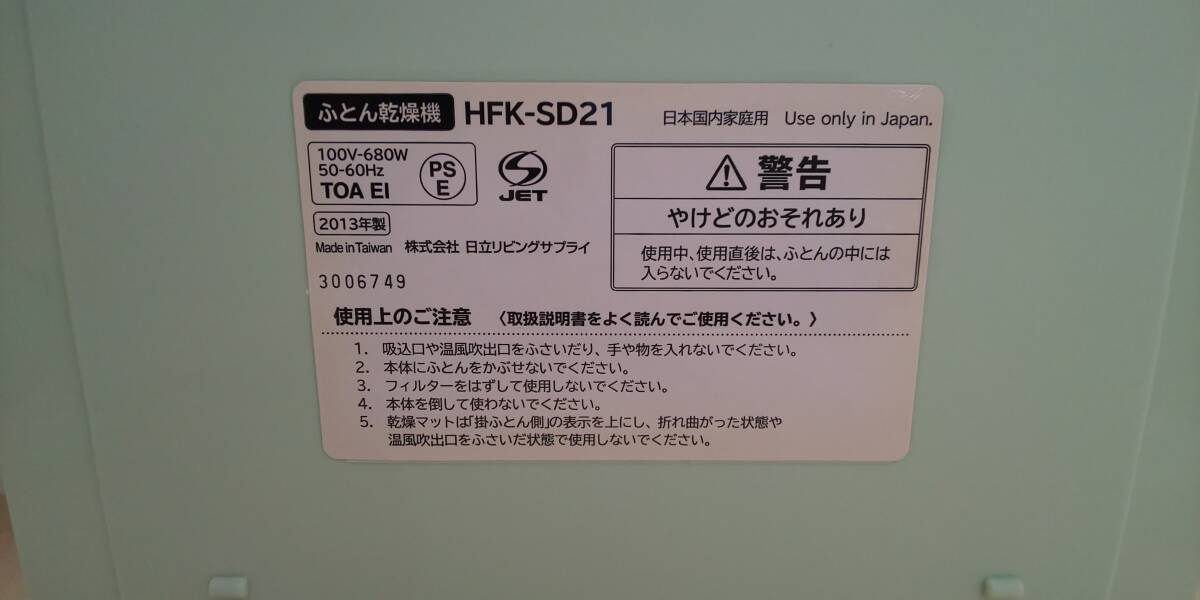 ふとん乾燥機 HFK-SD21 日本国内家庭用 Use only in Japan.
100V-680W
50-60Hz
TOA EI
PS
E
JET
2013年製
Made in Taiwan 株式会社 日立リビングサプライ
3006749
警告
やけどのおそれあり
使用中、使用直後は、ふとんの中には
入らないでください。
使用上のご注意 〈取扱説明書をよく読んでご使用ください。〉
1. 吸込口や温風吹出口をふさいだり、手や物を入れないでください。
2. 本体にふとんをかぶせないでください。
3. フィルターをはずして使用しないでください。
4. 本体を倒して使わないでください。
5. 乾燥マットは「掛ふとん側」の表示を上にし、折れ曲がった状態や
温風吹出口をふさいだ状態で使用しないでください。